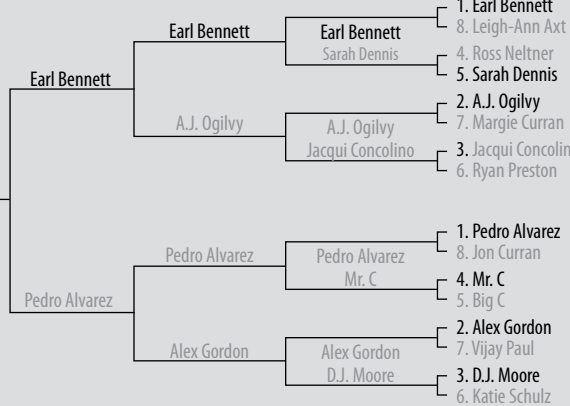 Earl Bennett
Pedro Alvarez
Earl Bennett
A.J. Ogilvy
Pedro Alvarez
Alex Gordon
Earl Bennett
Sarah Dennis
A.J. Ogilvy
Jacqui Concolino
Pedro Alvarez
Mr. C
Alex Gordon
D.J. Moore
1. Earl Bennett
8. Leigh-Ann Axt
4. Ross Neltner
5. Sarah Dennis
2. A.J. Ogilvy
7. Margie Curran
3. Jacqui Concolin
6. Ryan Preston
1. Pedro Alvarez
8. Jon Curran
4. Mr. C
5. Big C
2. Alex Gordon
7. Vijay Paul
3. D.J. Moore
6. Katie Schulz